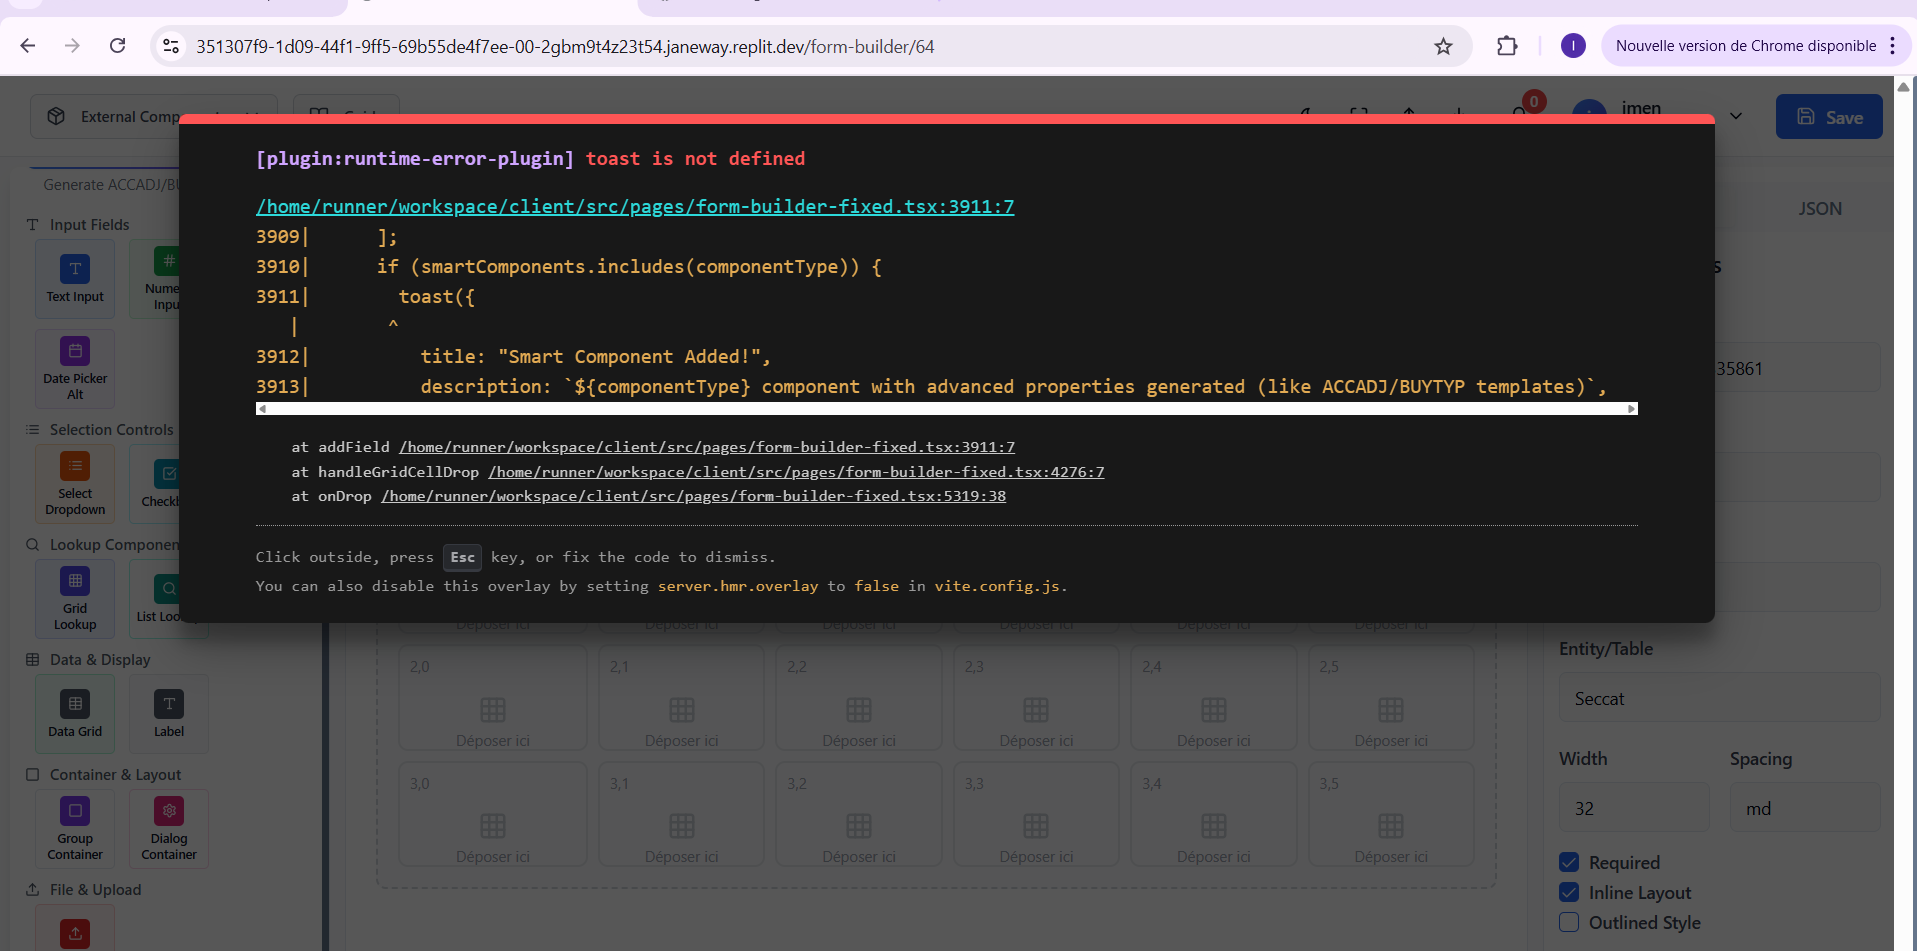 351307f9-1d09-44f1-9ff5-69b55de4f7ee-00-2gbm9t4z23t54.janeway.replit.dev/form-builder/64
I
Nouvelle version de Chrome disponible
External Comp
0
imen
Save
[plugin:runtime-error-plugin] toast is not defined
/home/runner/workspace/client/src/pages/form-builder-fixed.tsx:3911:7
3909|      ];
3910|      if (smartComponents.includes(componentType)) {
3911|        toast({
|        ^
3912|          title: "Smart Component Added!",
3913|          description: `${componentType} component with advanced properties generated (like ACCADJ/BUYTYP templates)`,
at addField /home/runner/workspace/client/src/pages/form-builder-fixed.tsx:3911:7
at handleGridCellDrop /home/runner/workspace/client/src/pages/form-builder-fixed.tsx:4276:7
at onDrop /home/runner/workspace/client/src/pages/form-builder-fixed.tsx:5319:38
Click outside, press Esc key, or fix the code to dismiss.
You can also disable this overlay by setting server.hmr.overlay to false in vite.config.js.
Generate ACCADJ/BU
Input Fields
Text Input
Nume
Inpu
Date Picker
Alt
Selection Controls
Select
Dropdown
Checkb
Lookup Componen
Grid
Lookup
List Loo
Data & Display
Data Grid
Label
Container & Layout
Group
Container
Dialog
Container
File & Upload
Déposer ici Déposer ici Déposer ici Déposer ici Déposer ici Déposer ici
2,0 2,1 2,2 2,3 2,4 2,5
Déposer ici Déposer ici Déposer ici Déposer ici Déposer ici Déposer ici
3,0 3,1 3,2 3,3 3,4 3,5
Déposer ici Déposer ici Déposer ici Déposer ici Déposer ici Déposer ici
JSON
s
35861
Entity/Table
Seccat
Width Spacing
32 md
Required
Inline Layout
Outlined Style